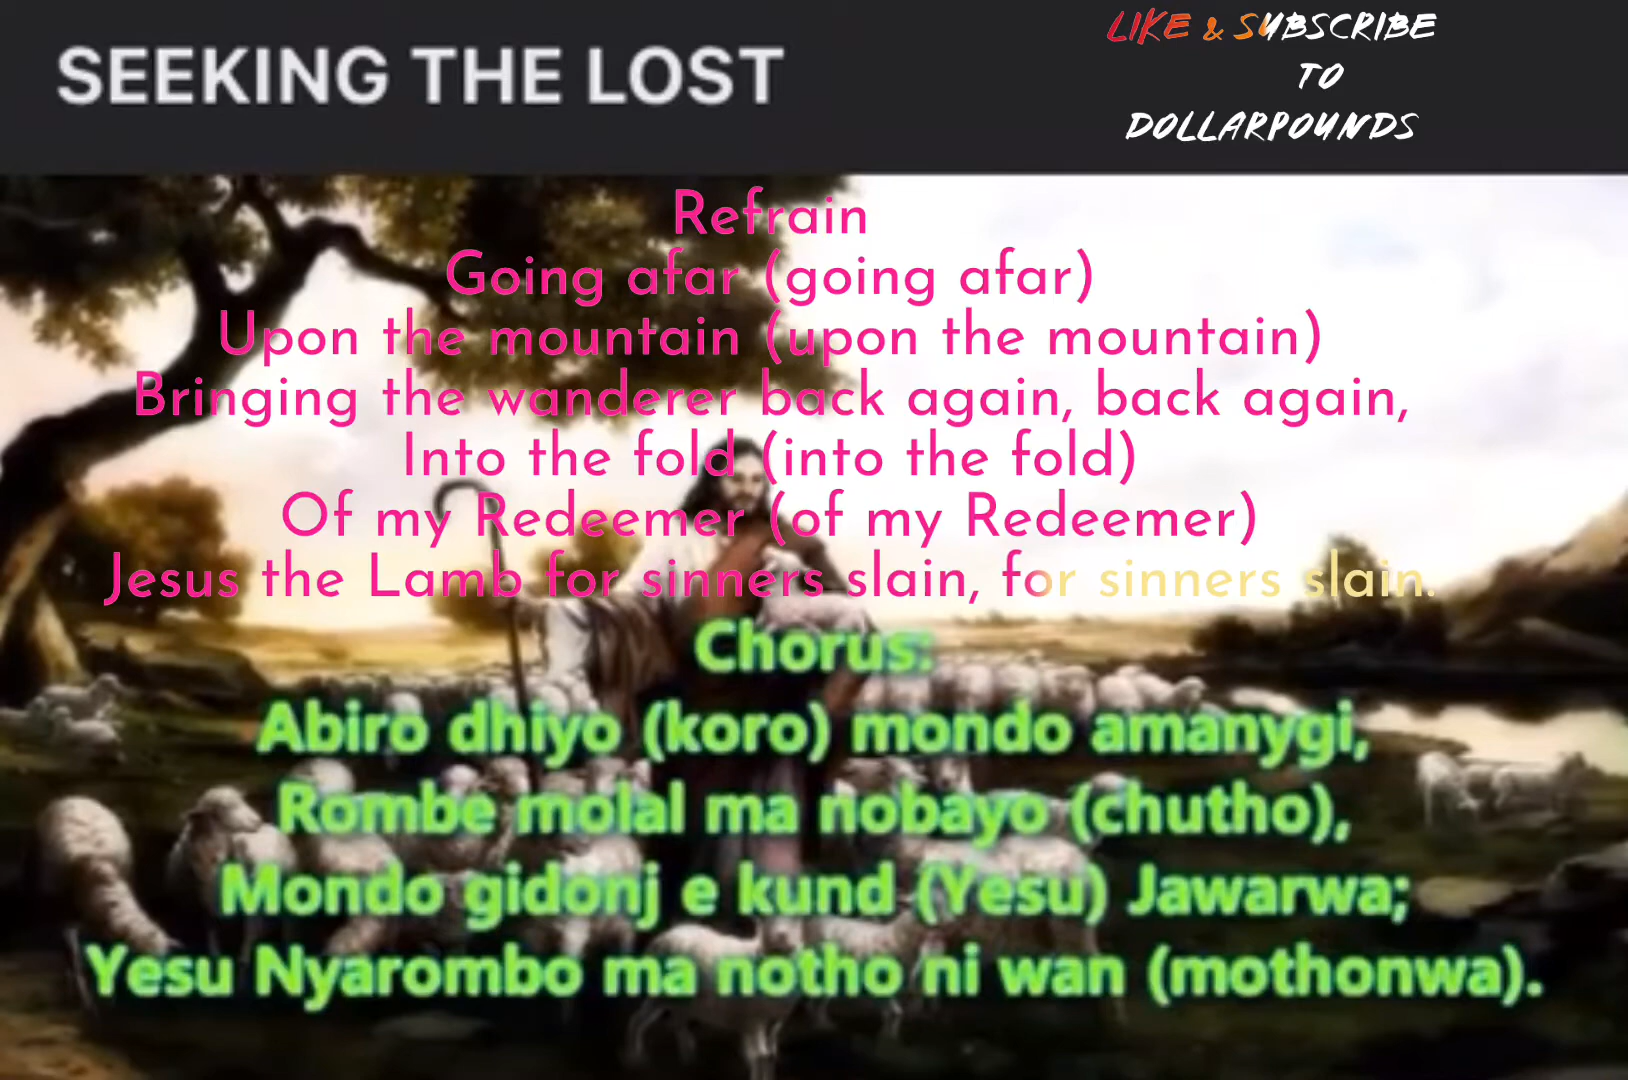 SEEKING THE LOST
LIKE & SUBSCRIBE
TO
DOLLARPOUNDS
Refrain
Going afar (going afar)
Upon the mountain (upon the mountain)
Bringing the wanderer back again, back again,
Into the fold (into the fold)
Of my Redeemer (of my Redeemer)
Jesus the Lamb for sinners slain, for sinners slain.
Chorus:
Abiro dhiyo (koro) mondo amanygi,
Rombe molal ma nobayo (chutho),
Mondo gidonj e kund (Yesu) Jawarwa;
Yesu Nyarombo ma notho ni wan (mothonwa).